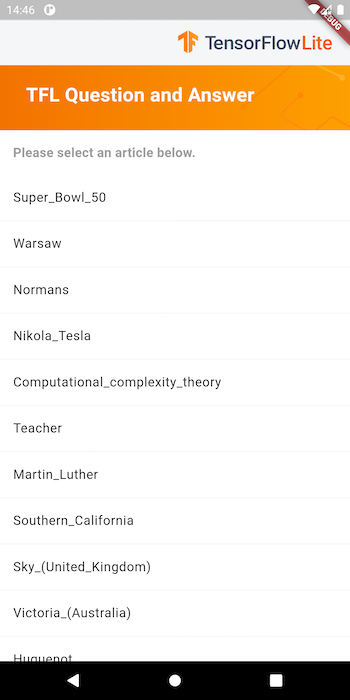 14:46
DEBUG
TensorFlowLite
TFL Question and Answer
Please select an article below.
Super_Bowl_50
Warsaw
Normans
Nikola_Tesla
Computational_complexity_theory
Teacher
Martin_Luther
Southern_California
Sky_(United_Kingdom)
Victoria_(Australia)
Huguenot